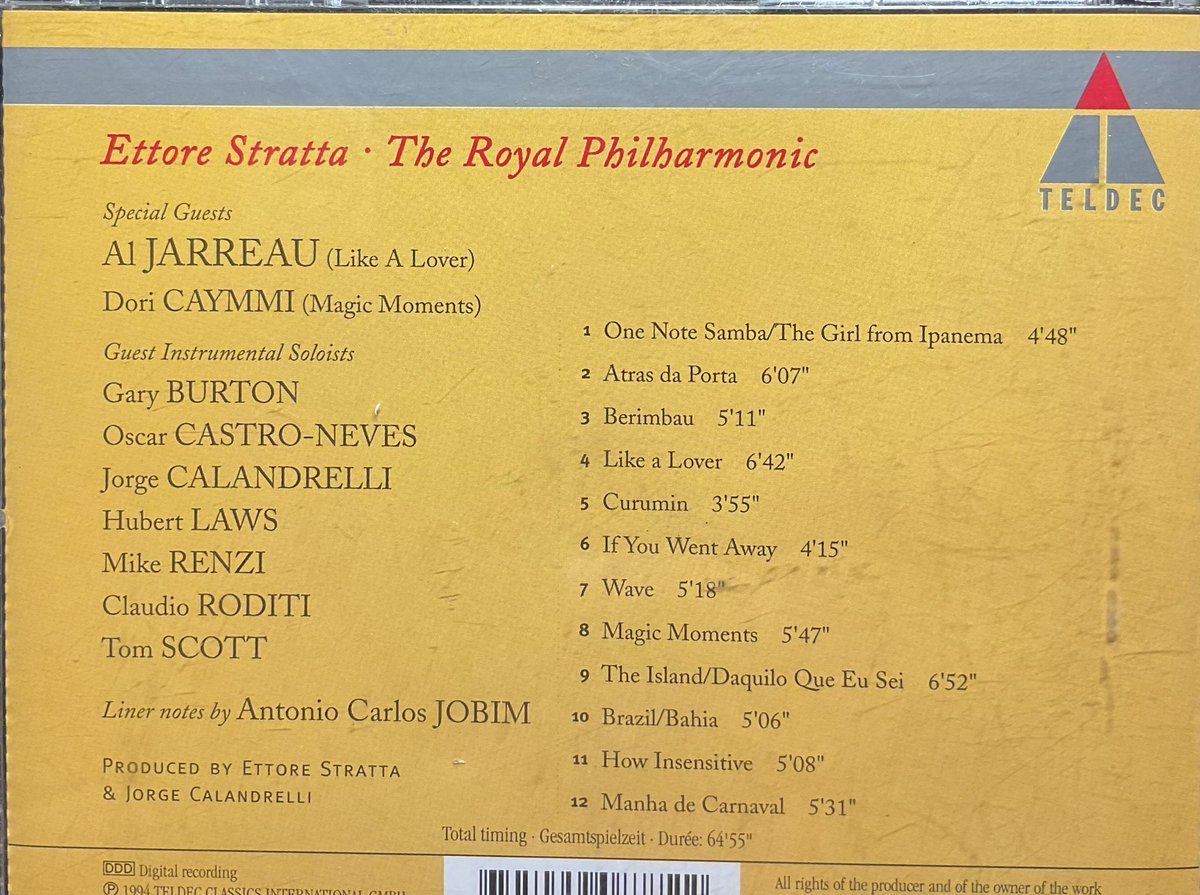 TELDEC
Ettore Stratta · The Royal Philharmonic
Special Guests
Al JARREAU (Like A Lover)
Dori CAYMMI (Magic Moments)
Guest Instrumental Soloists
Gary BURTON
Oscar CASTRO-NEVES
Jorge CALANDRELLI
Hubert LAWS
Mike RENZI
Claudio RODITI
Tom SCOTT
Liner notes by Antonio Carlos JOBIM
PRODUCED BY ETTORE STRATTA
& JORGE CALANDRELLI
1 One Note Samba/The Girl from Ipanema 4'48"
2 Atras da Porta 6'07"
3 Berimbau 5'11"
4 Like a Lover 6'42"
5 Curumin 3'55"
6 If You Went Away 4'15"
7 Wave 5'18"
8 Magic Moments 5'47"
9 The Island/Daquilo Que Eu Sei 6'52"
10 Brazil/Bahia 5'06"
11 How Insensitive 5'08"
12 Manha de Carnaval 5'31"
Total timing · Gesamtspielzeit · Durée: 64'55"
DDD Digital recording
℗ 1994 TELDEC CLASSICS INTERNATIONAL GMBH
All rights of the producer and of the owner of the work